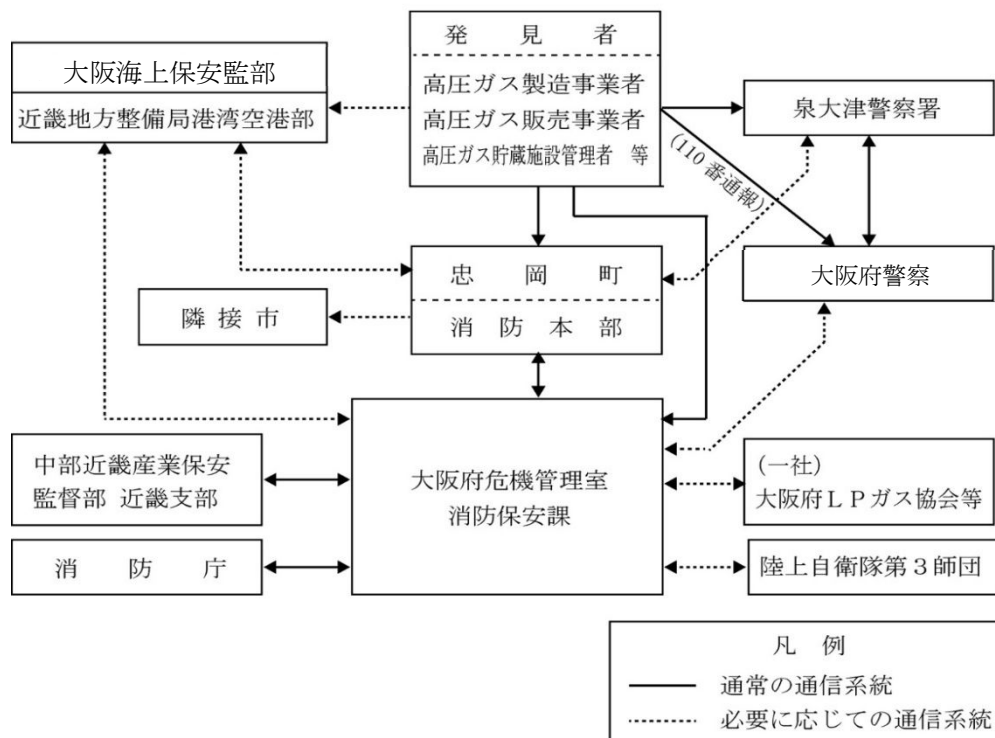 発見者
高圧ガス製造事業者
高圧ガス販売事業者
高圧ガス貯蔵施設管理者 等
大阪海上保安監部
近畿地方整備局港湾空港部
泉大津警察署
(110番通報)
大阪府警察
忠岡町
消防本部
隣接市
中部近畿産業保安
監督部 近畿支部
大阪府危機管理室
消防保安課
(一社)
大阪府LPガス協会等
消防庁
陸上自衛隊第3師団
凡例
通常の通信系統
必要に応じての通信系統